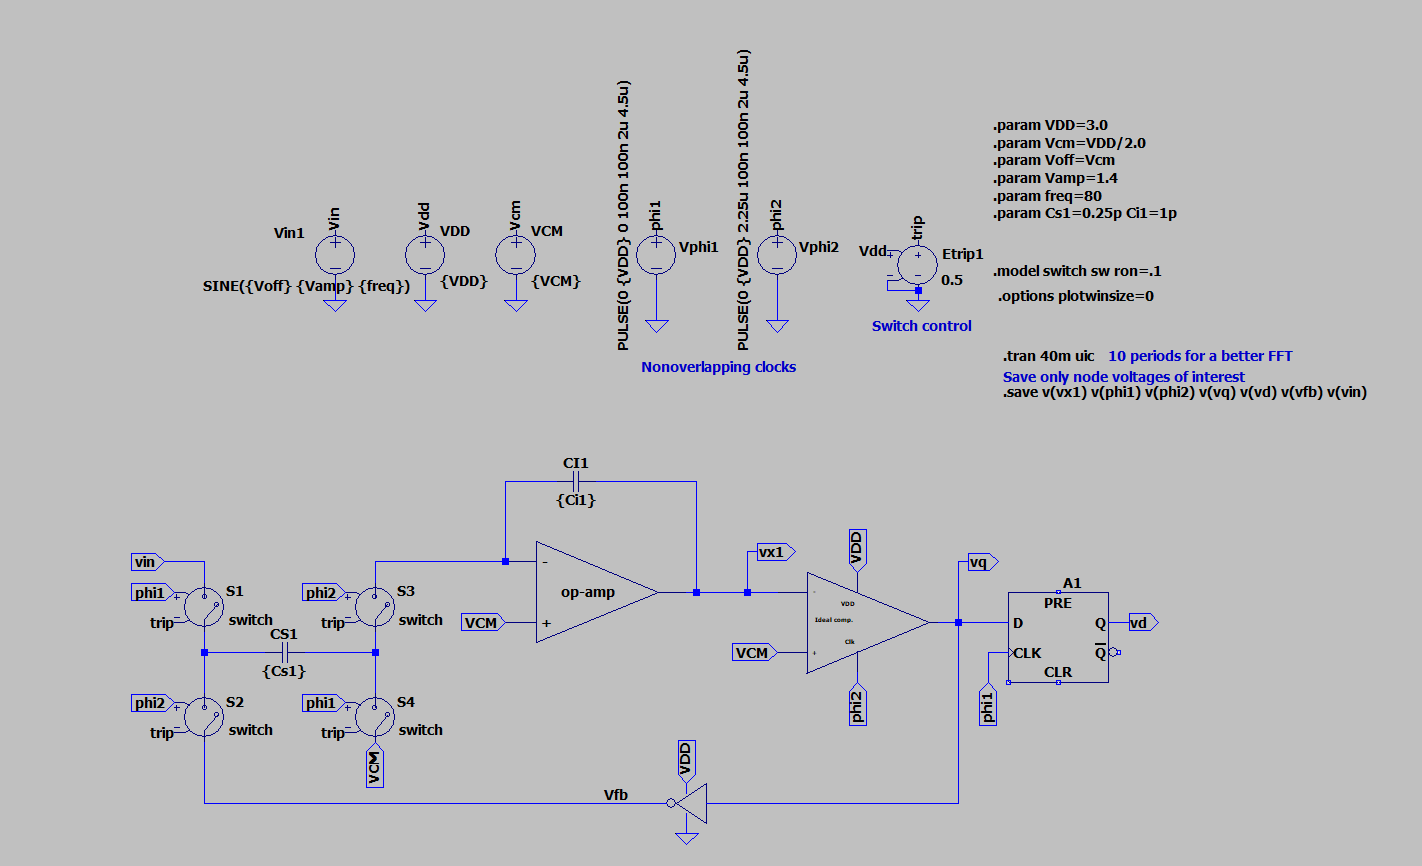 PULSE(0 {VDD} 0 100n 100n 2u 4.5u)
PULSE(0 {VDD} 2.25u 100n 100n 2u 4.5u)
.param VDD=3.0
.param Vcm=VDD/2.0
.param Voff=Vcm
.param Vamp=1.4
.param freq=80
.param Cs1=0.25p Ci1=1p
Vin
Vdd
Vcm
phi1
phi2
trip
Vin1
VDD
VCM
Vphi1
Vphi2
Vdd
Etrip1
SINE({Voff} {Vamp} {freq})
{VDD}
{VCM}
0.5
.model switch sw ron=.1
.options plotwinsize=0
Switch control
Nonoverlapping clocks
.tran 40m uic
10 periods for a better FFT
Save only node voltages of interest
.save v(vx1) v(phi1) v(phi2) v(vq) v(vd) v(vfb) v(vin)
CI1
{Ci1}
vin
phi1
S1
trip
switch
phi2
S3
trip
switch
-
op-amp
+
VCM
vx1
VDD
-
VDD
Ideal comp.
Clk
+
VCM
phi2
vq
A1
PRE
D
Q
vd
CLK
Q
CLR
phi1
CS1
{Cs1}
phi2
S2
trip
switch
phi1
S4
trip
switch
VCM
VDD
Vfb